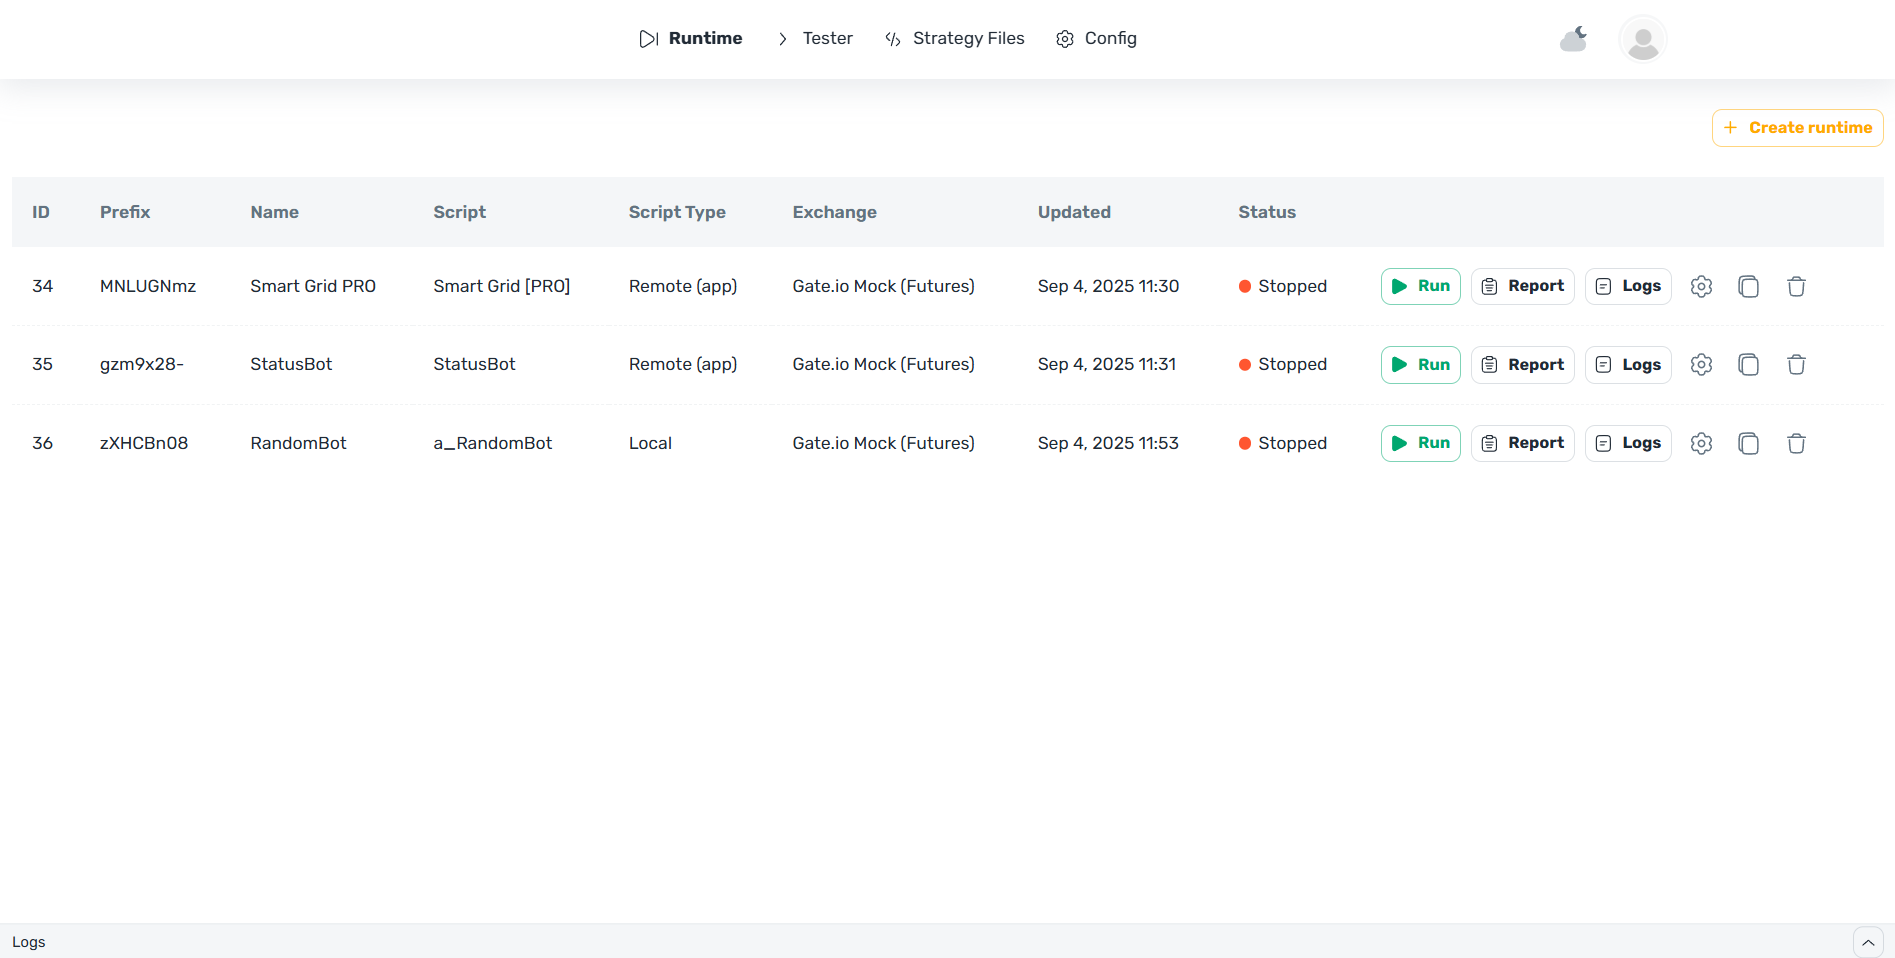 Runtime Tester Strategy Files Config
Create runtime
ID Prefix Name Script Script Type Exchange Updated Status
34 MNLUGNmz Smart Grid PRO Smart Grid [PRO] Remote (app) Gate.io Mock (Futures) Sep 4, 2025 11:30 Stopped Run Report Logs
35 gzm9x28- StatusBot StatusBot Remote (app) Gate.io Mock (Futures) Sep 4, 2025 11:31 Stopped Run Report Logs
36 zXHCBn08 RandomBot a_RandomBot Local Gate.io Mock (Futures) Sep 4, 2025 11:53 Stopped Run Report Logs
Logs